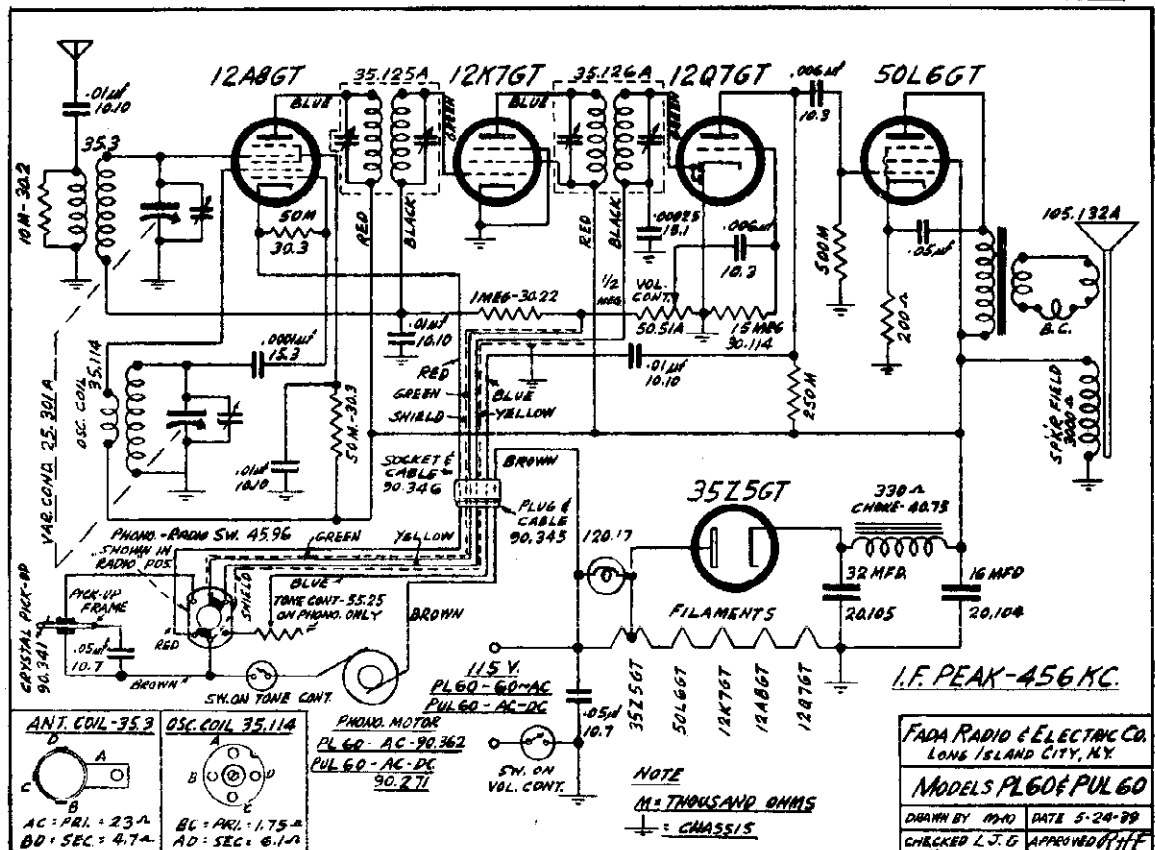 12A8GT
35.125A
12K7GT
35.126A
12Q7GT
.006µf
10.3
50L6GT
.01µf
10.10
BLUE
GREEN
BLUE
GREEN
35.3
10M-30.2
50M
30.3
RED
BLACK
RED
BLACK
.00025
15.1
.006µf
10.3
500M
.05µf
105.132A
B.C.
200Ω
1MEG-30.22
1/2 MEG
VOL. CONT.
50.51A
15 MEG
30.114
.01µf
10.10
.0001µf
15.3
35.114
OSC. COIL
VAR. COND. 25.301A
RED
GREEN
BLUE
SHIELD
YELLOW
.01µf
10.10
250M
SP'K'R FIELD
3000Ω
50M-30.3
.01µf
10.10
SOCKET &
CABLE
90.346
BROWN
PLUG &
CABLE
90.345
35Z5GT
330Ω
CHOKE-40.75
PHONO.-RADIO SW. 45.96
SHOWN IN
RADIO POS.
GREEN
YELLOW
120.17
32 MFD.
20.105
16 MFD
20.104
CRYSTAL PICK-UP
90.341
PICK-UP
FRAME
.05µf
10.7
SHIELD
BLUE
TONE CONT-55.25
ON PHONO. ONLY
RED
BROWN
BROWN
FILAMENTS
35Z5GT
50L6GT
12K7GT
12A8GT
12Q7GT
SW. ON TONE CONT.
115 V.
PL60-60~AC
PUL60-AC-DC
.05µf
10.7
I.F. PEAK-456 KC.
ANT. COIL-35.3
D
A
C
B
AC = PRI. = 23Ω
BD = SEC. = 4.7Ω
OSC. COIL 35.114
A
B
D
C
BC = PRI. = 1.75Ω
AD = SEC. = 6.1Ω
PHONO. MOTOR
PL60-AC-90.362
PUL60-AC-DC
90.271
SW. ON
VOL. CONT.
NOTE
M = THOUSAND OHMS
= CHASSIS
FADA RADIO & ELECTRIC CO.
LONG ISLAND CITY, N.Y.
MODELS PL60 & PUL60
DRAWN BY DATE 5-24-39
CHECKED L.J.G APPROVED